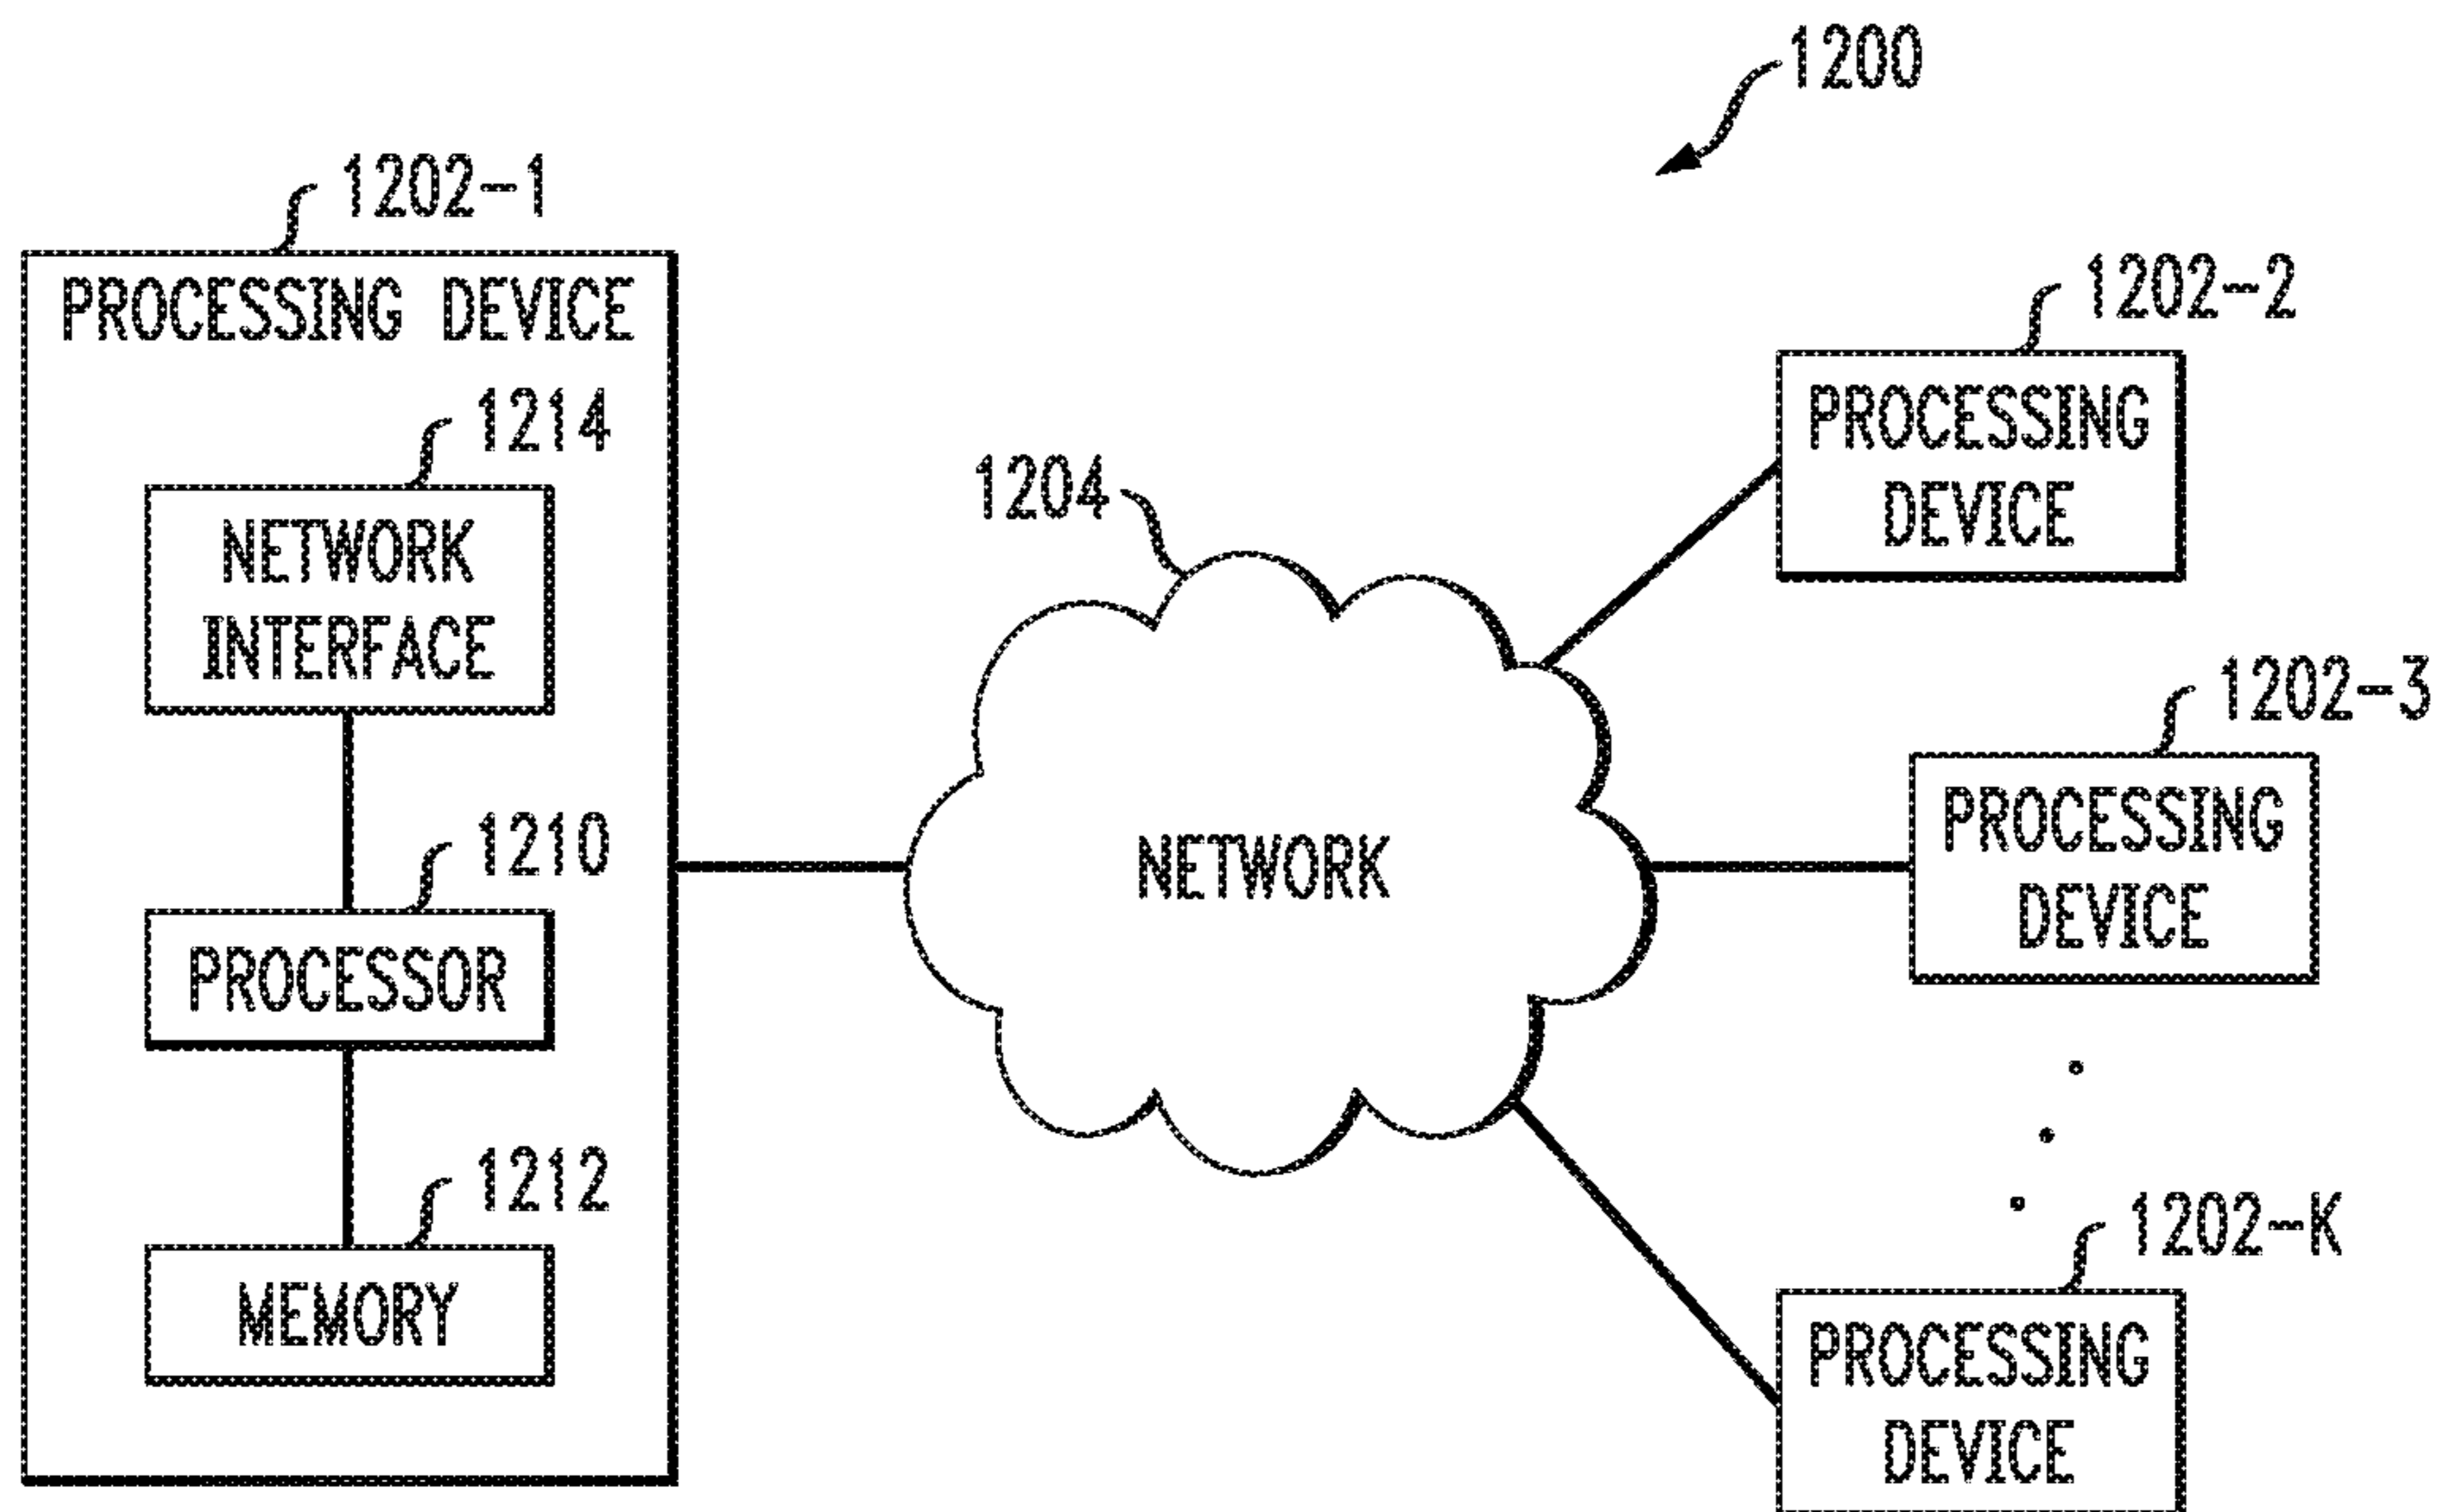 1200
1202-1
PROCESSING DEVICE
1214
NETWORK
INTERFACE
1210
PROCESSOR
1212
MEMORY
1204
NETWORK
1202-2
PROCESSING
DEVICE
1202-3
PROCESSING
DEVICE
1202-K
PROCESSING
DEVICE